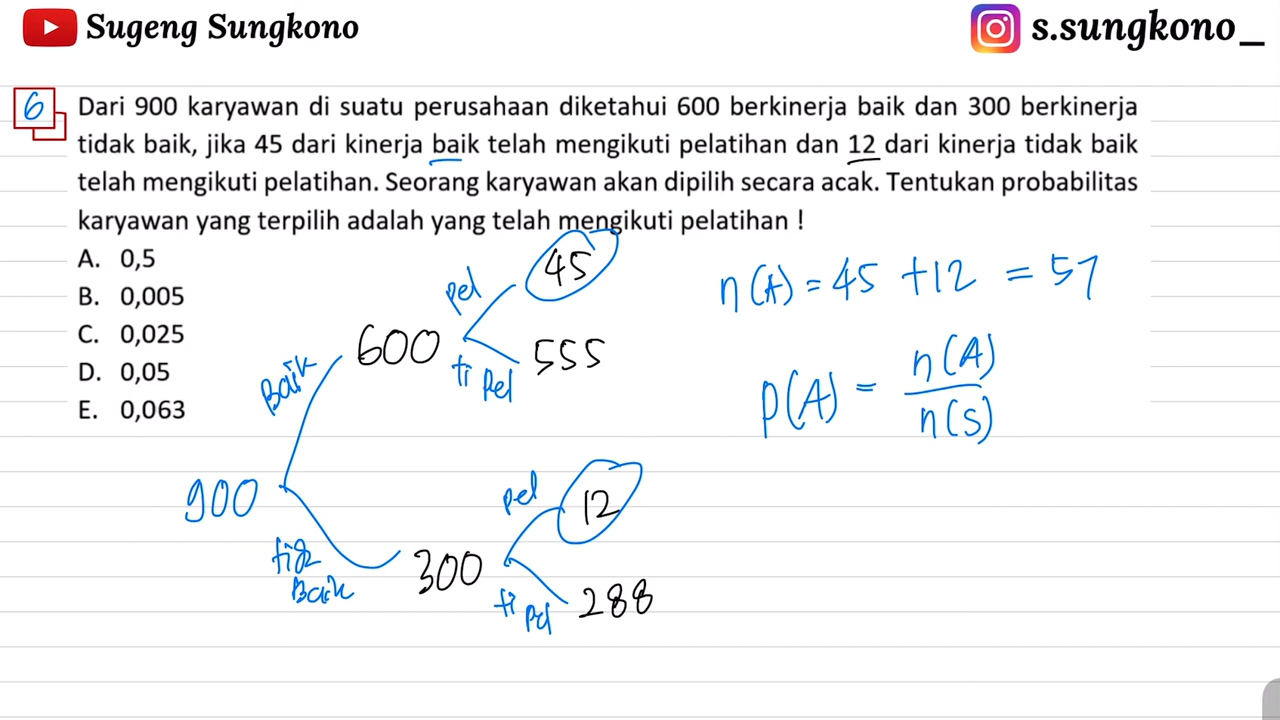 Sugeng Sungkono
s.sungkono_
6
Dari 900 karyawan di suatu perusahaan diketahui 600 berkinerja baik dan 300 berkinerja
tidak baik, jika 45 dari kinerja baik telah mengikuti pelatihan dan 12 dari kinerja tidak baik
telah mengikuti pelatihan. Seorang karyawan akan dipilih secara acak. Tentukan probabilitas
karyawan yang terpilih adalah yang telah mengikuti pelatihan !
A. 0,5
B. 0,005
C. 0,025
D. 0,05
E. 0,063
900
Baik
600
pel
45
ti pel
555
tidk
Baik
300
pel
12
ti pel
288
n(A) = 45 + 12 = 57
p(A) = n(A)
n(S)